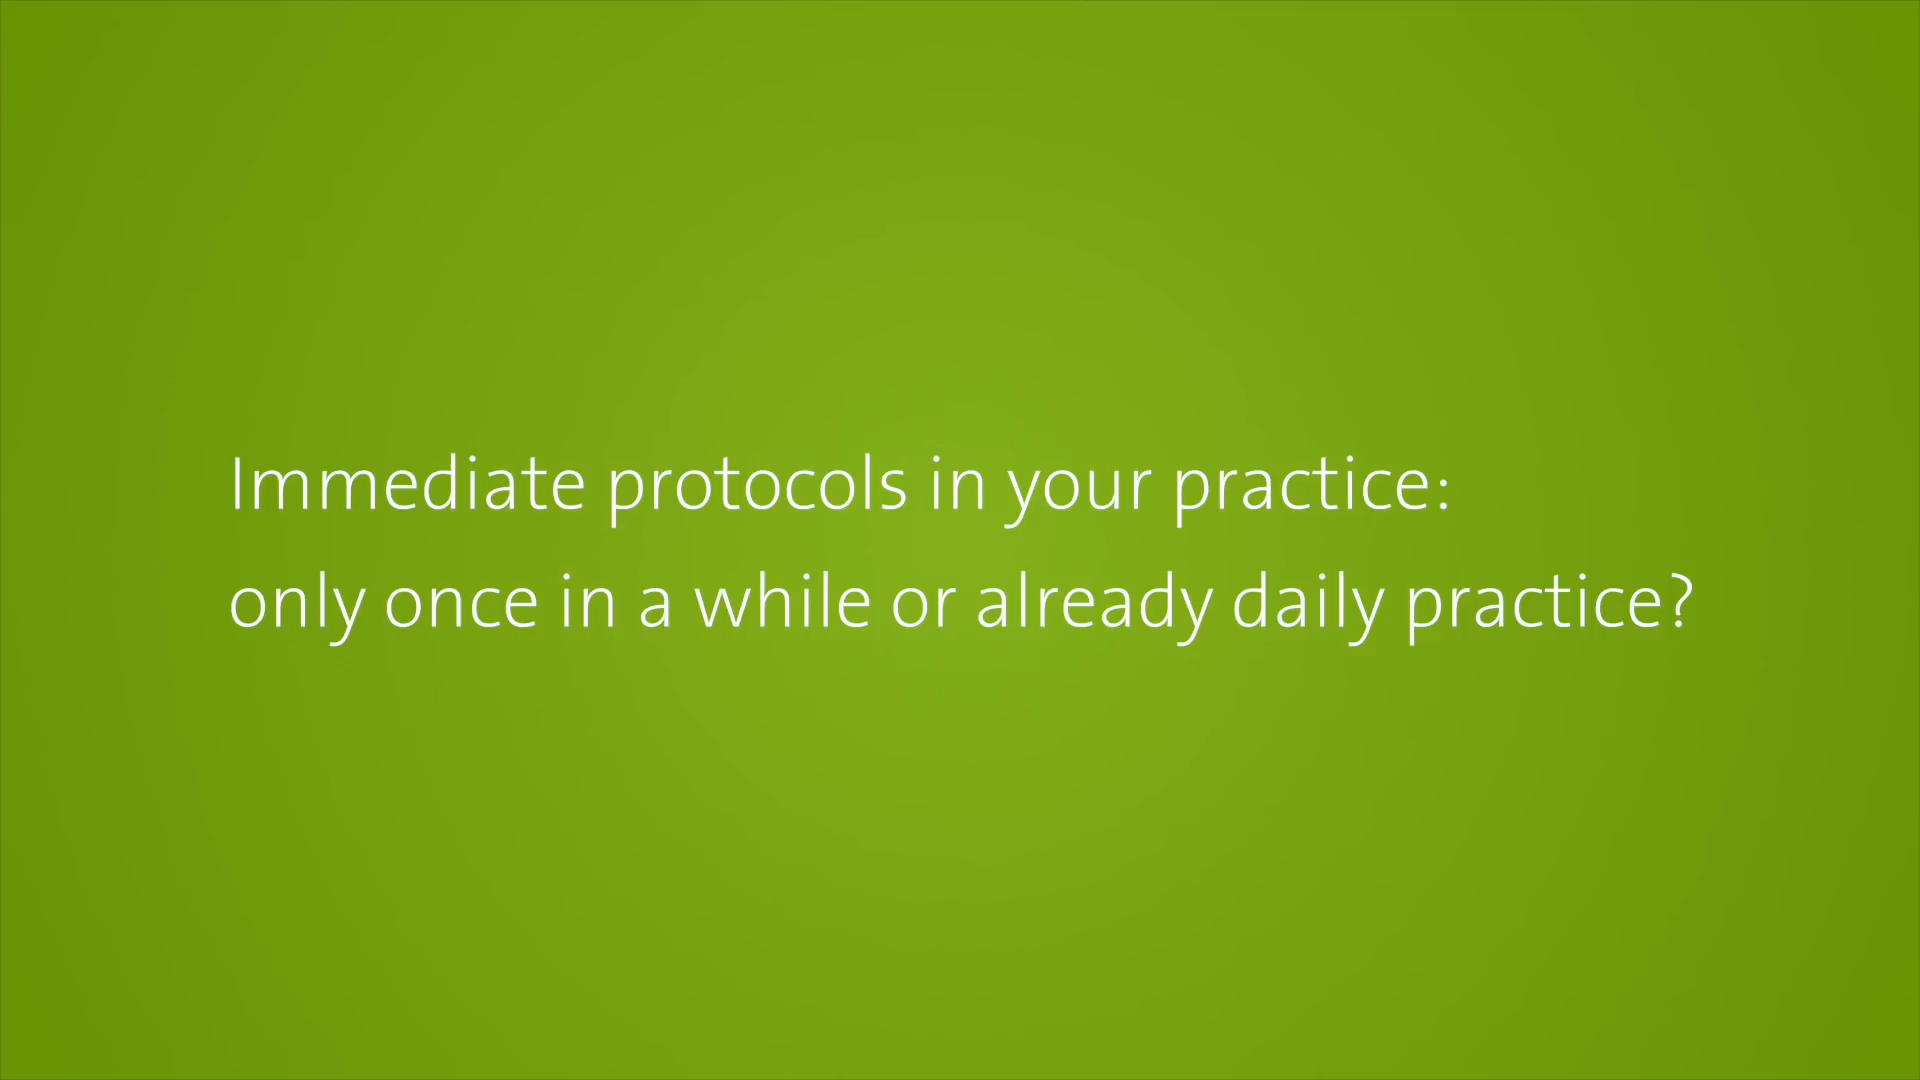 Immediate protocols in your practice:
only once in a while or already daily practice?